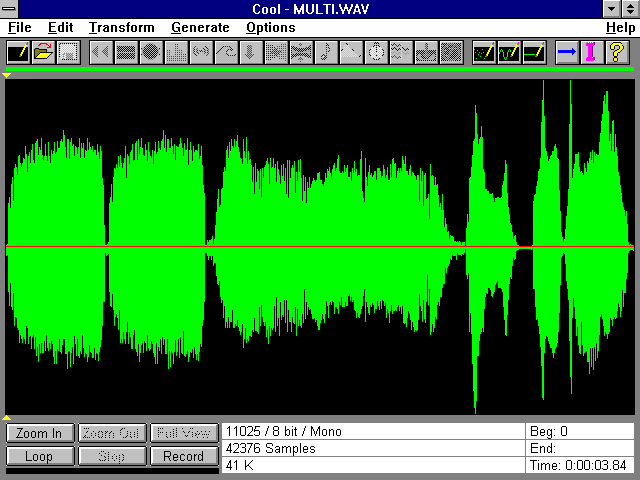 Cool - MULTI.WAV
File Edit Transform Generate Options Help
Zoom In Zoom Out Full View 11025 / 8 bit / Mono Beg: 0
42376 Samples End:
Loop Stop Record 41 K Time: 0:00:03.84